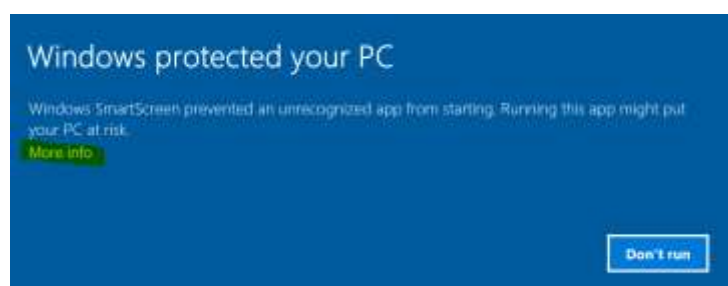 Windows protected your PC
Windows SmartScreen prevented an unrecognized app from starting. Running this app might put
your PC at risk.
More info
Don't run